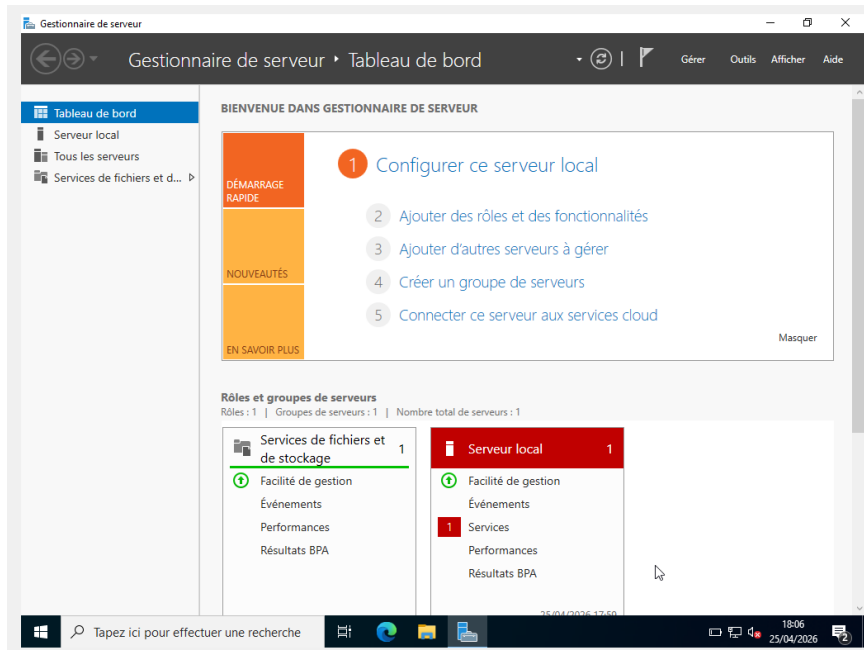 Gestionnaire de serveur
Gestionnaire de serveur ‣ Tableau de bord
Gérer Outils Afficher Aide
Tableau de bord
Serveur local
Tous les serveurs
Services de fichiers et d...
BIENVENUE DANS GESTIONNAIRE DE SERVEUR
DÉMARRAGE
RAPIDE
NOUVEAUTÉS
EN SAVOIR PLUS
1 Configurer ce serveur local
2 Ajouter des rôles et des fonctionnalités
3 Ajouter d'autres serveurs à gérer
4 Créer un groupe de serveurs
5 Connecter ce serveur aux services cloud
Masquer
Rôles et groupes de serveurs
Rôles : 1 | Groupes de serveurs : 1 | Nombre total de serveurs : 1
Services de fichiers et
de stockage
1
Facilité de gestion
Événements
Performances
Résultats BPA
Serveur local 1
Facilité de gestion
Événements
1 Services
Performances
Résultats BPA
25/04/2026 17:59
Tapez ici pour effectuer une recherche
18:06
25/04/2026
2